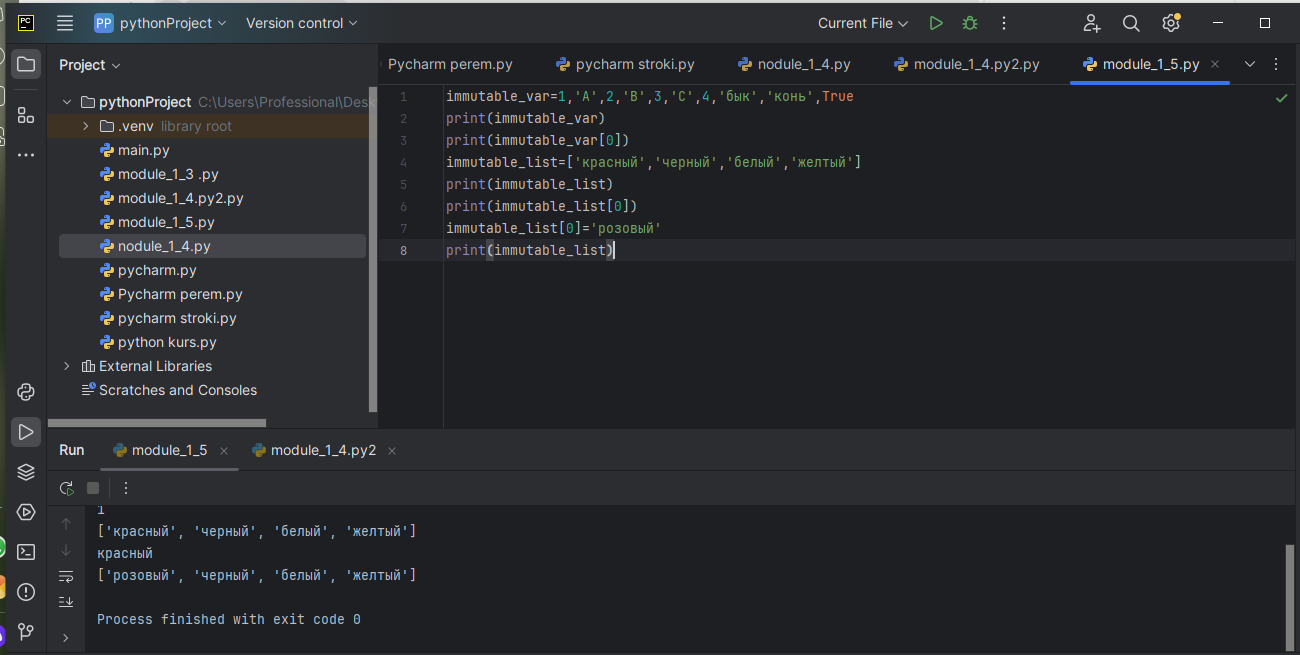 PC
PP pythonProject Version control Current File
Project
Pycharm perem.py pycharm stroki.py nodule_1_4.py module_1_4.py2.py module_1_5.py
pythonProject C:\Users\Professional\Desk
.venv library root
main.py
module_1_3 .py
module_1_4.py2.py
module_1_5.py
nodule_1_4.py
pycharm.py
Pycharm perem.py
pycharm stroki.py
python kurs.py
External Libraries
Scratches and Consoles
1 immutable_var=1,'A',2,'B',3,'C',4,'бык','конь',True
2 print(immutable_var)
3 print(immutable_var[0])
4 immutable_list=['красный','черный','белый','желтый']
5 print(immutable_list)
6 print(immutable_list[0])
7 immutable_list[0]='розовый'
8 print(immutable_list)
Run module_1_5 module_1_4.py2
1
['красный', 'черный', 'белый', 'желтый']
красный
['розовый', 'черный', 'белый', 'желтый']
Process finished with exit code 0